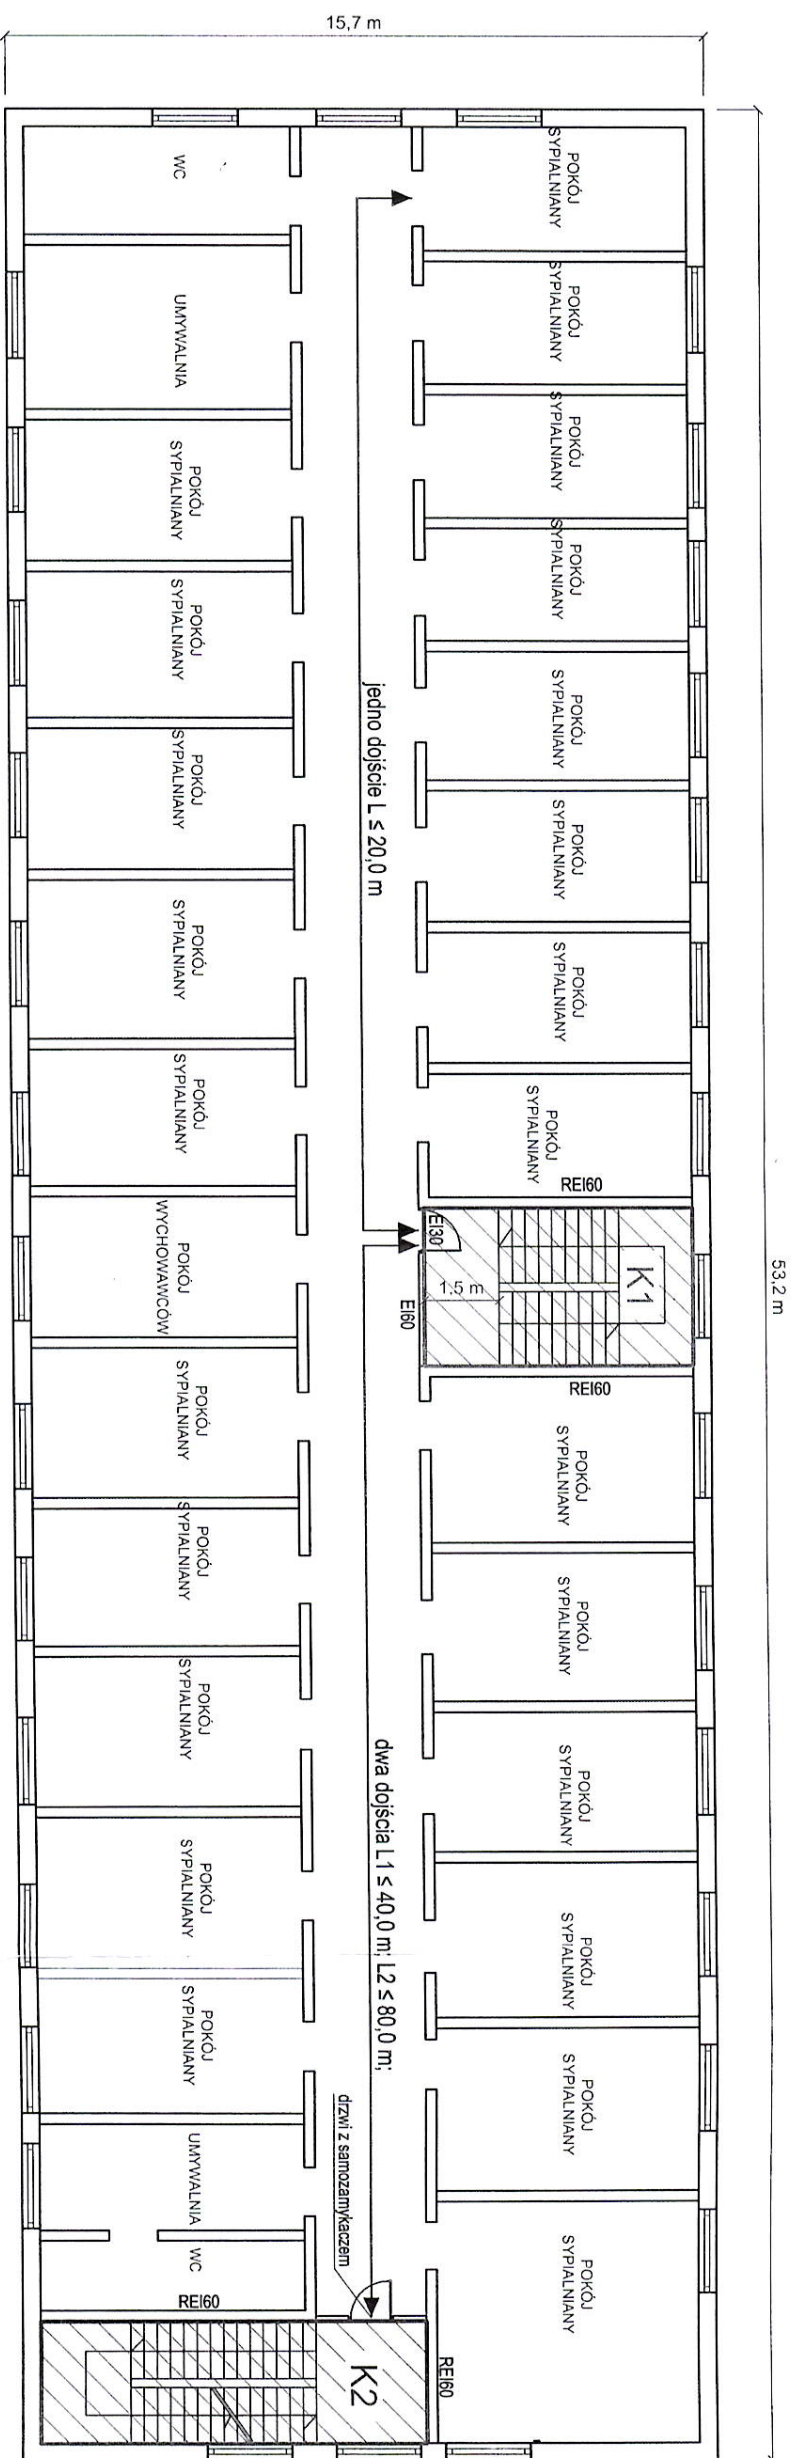 15,7 m
53,2 m
WC
UMYWALNIA
POKÓJ
SYPIALNIANY
POKÓJ
SYPIALNIANY
POKÓJ
SYPIALNIANY
POKÓJ
SYPIALNIANY
POKÓJ
SYPIALNIANY
POKÓJ
WYCHOWAWCÓW
POKÓJ
SYPIALNIANY
POKÓJ
SYPIALNIANY
POKÓJ
SYPIALNIANY
POKÓJ
SYPIALNIANY
POKÓJ
SYPIALNIANY
UMYWALNIA
WC
REI60
jedno dojście L ≤ 20,0 m
dwa dojścia L1 ≤ 40,0 m; L2 ≤ 80,0 m;
drzwi z samozamykaczem
K2
REI60
POKÓJ
SYPIALNIANY
POKÓJ
SYPIALNIANY
POKÓJ
SYPIALNIANY
POKÓJ
SYPIALNIANY
POKÓJ
SYPIALNIANY
POKÓJ
SYPIALNIANY
POKÓJ
SYPIALNIANY
POKÓJ
SYPIALNIANY
REI60
EI30
K1
1,5 m
EI60
REI60
POKÓJ
SYPIALNIANY
POKÓJ
SYPIALNIANY
POKÓJ
SYPIALNIANY
POKÓJ
SYPIALNIANY
POKÓJ
SYPIALNIANY
POKÓJ
SYPIALNIANY